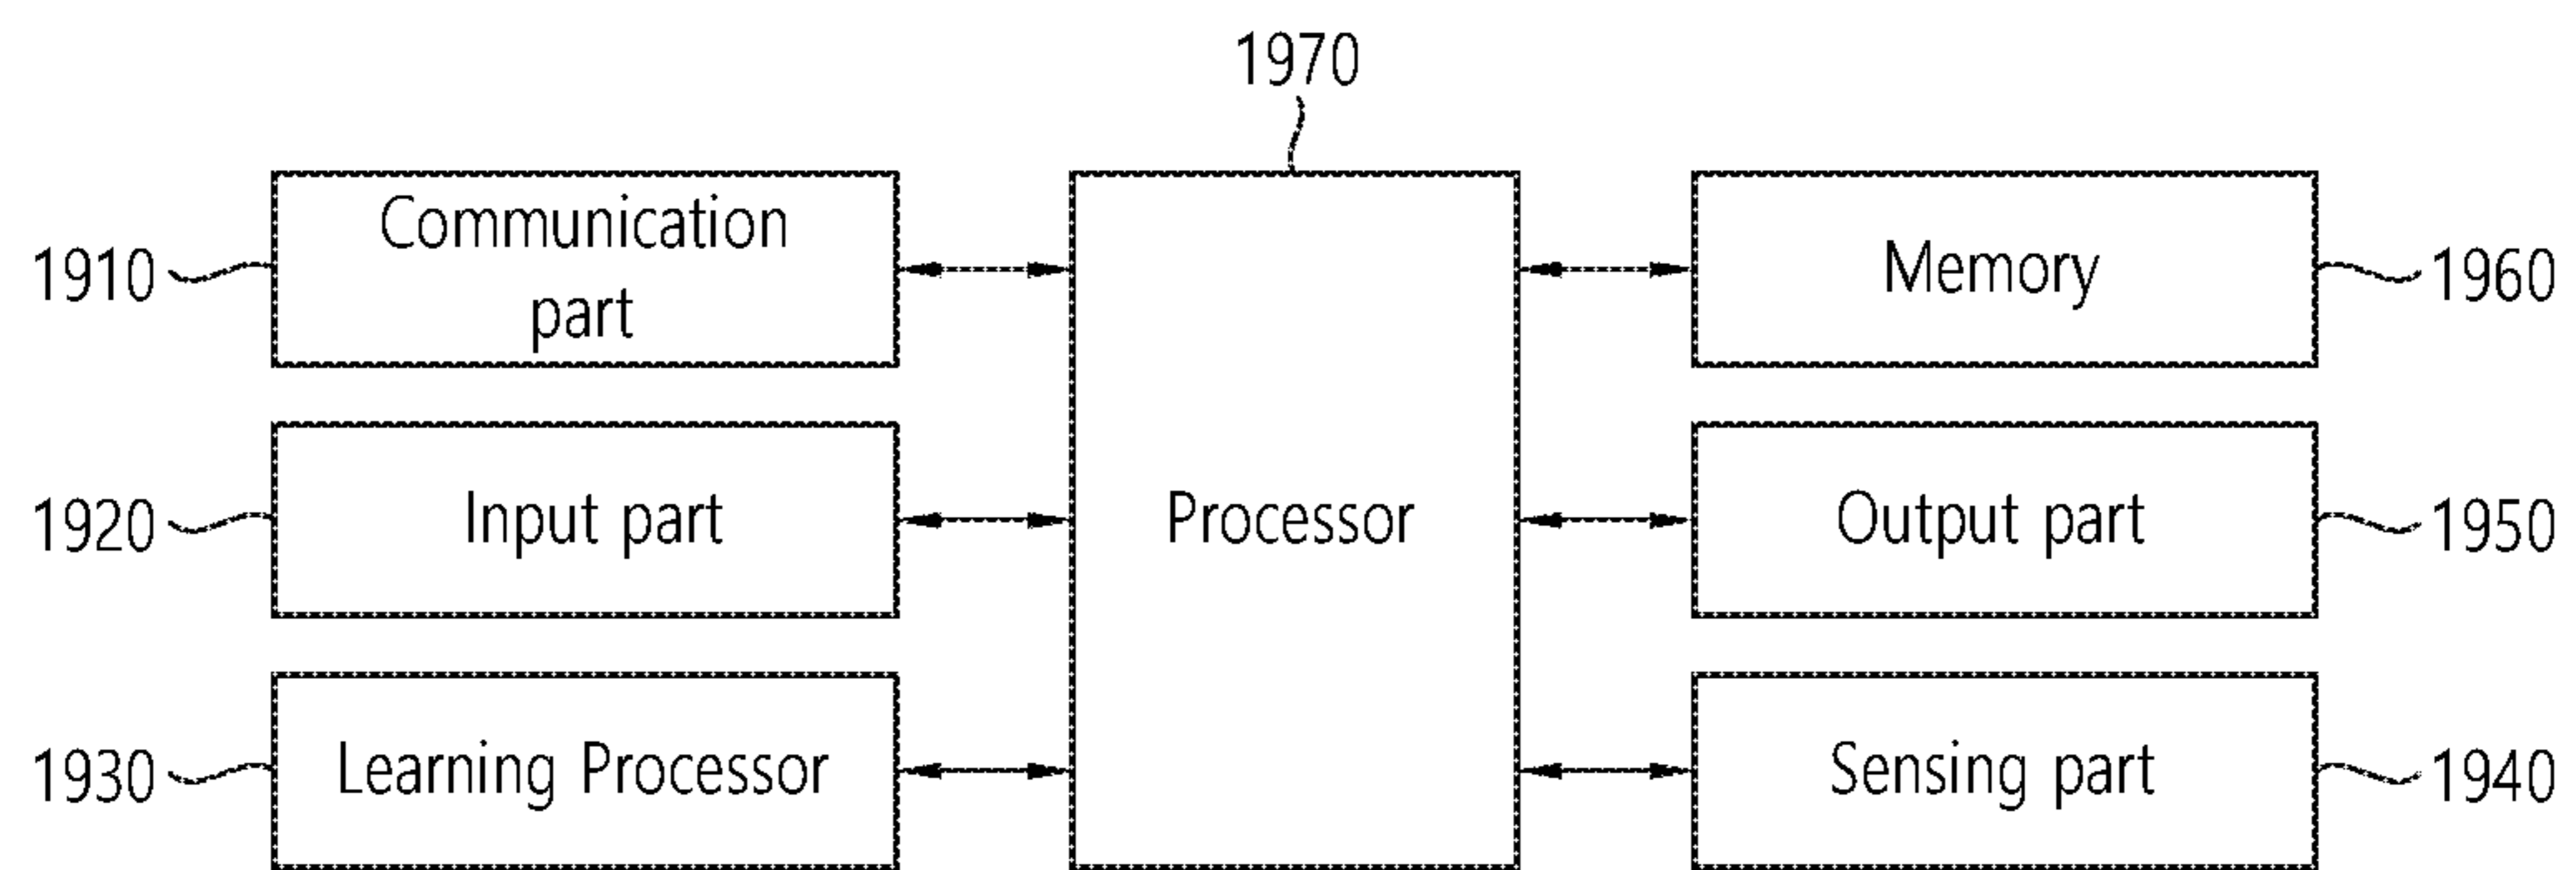 1970
1910
Communication
part
Memory
1960
1920
Input part
Processor
Output part
1950
1930
Learning Processor
Sensing part
1940